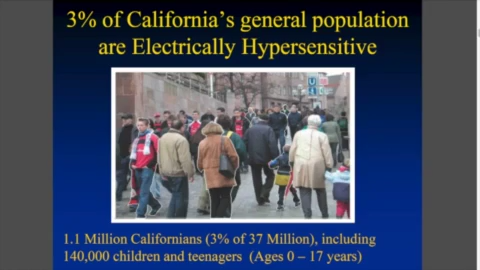 3% of California's general population
are Electrically Hypersensitive
U
1.1 Million Californians (3% of 37 Million), including
140,000 children and teenagers (Ages 0 – 17 years)